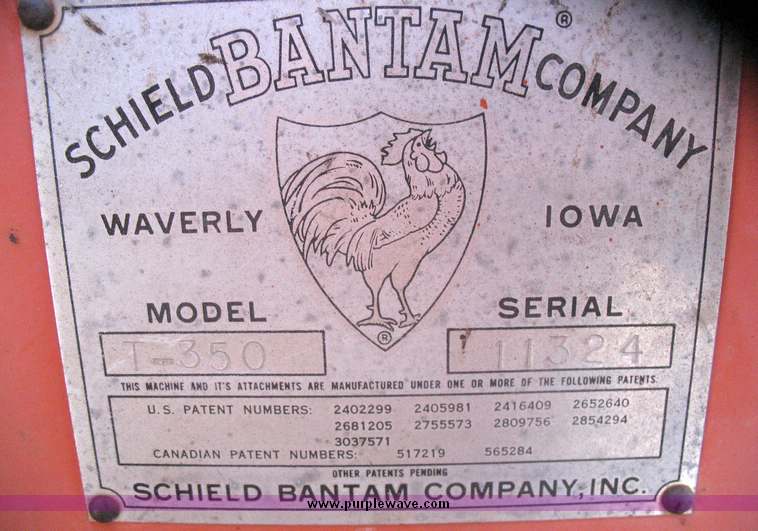 SCHIELD BANTAM® COMPANY
WAVERLY IOWA
MODEL SERIAL
®
T-350 11324
THIS MACHINE AND IT'S ATTACHMENTS ARE MANUFACTURED UNDER ONE OR MORE OF THE FOLLOWING PATENTS.
U.S. PATENT NUMBERS: 2402299 2405981 2416409 2652640
2681205 2755573 2809756 2854294
3037571
CANADIAN PATENT NUMBERS: 517219 565284
OTHER PATENTS PENDING
SCHIELD BANTAM COMPANY, INC.
www.purplewave.com